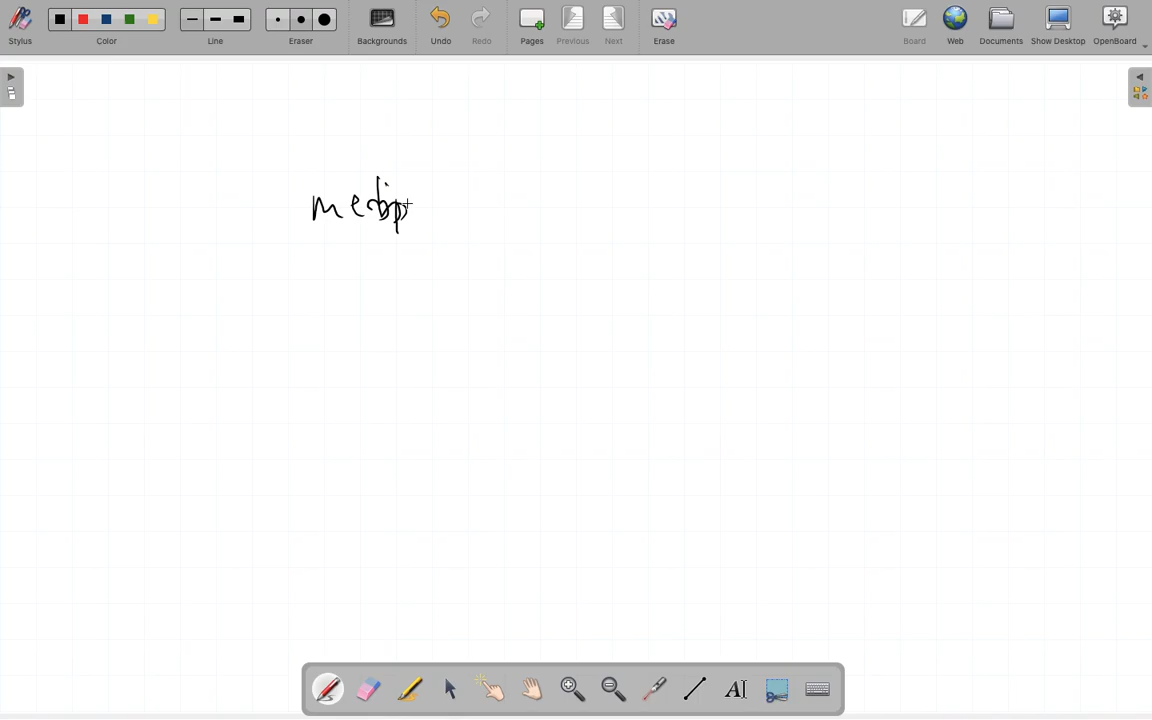 Stylus
Color
Line
Eraser
Backgrounds
Undo
Redo
Pages
Previous
Next
Erase
Board
Web
Documents
Show Desktop
OpenBoard